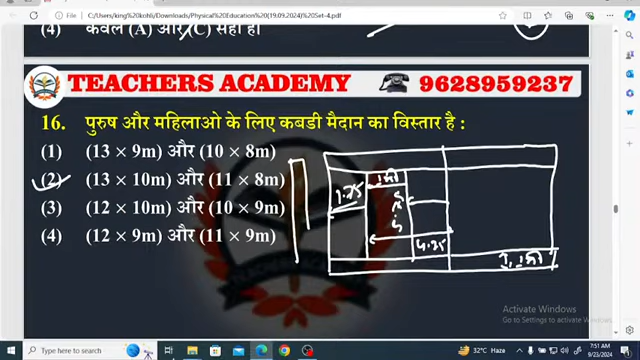 C:/Users/king%20kohli/Downloads/Physical%20Education%20(19.09.2024)%20Set-4.pdf
(4) केवल (A) और (C) सही है
TEACHERS ACADEMY 9628959237
16. पुरुष और महिलाओ के लिए कबडी मैदान का विस्तार है :
(1) (13 × 9m) और (10 × 8m)
(2) (13 × 10m) और (11 × 8m)
(3) (12 × 10m) और (10 × 9m)
(4) (12 × 9m) और (11 × 9m)
1.75
4.25
Activate Windows
Go to Settings to activate Windows.
Type here to search
32°C Haze
7:51 AM
9/23/2024